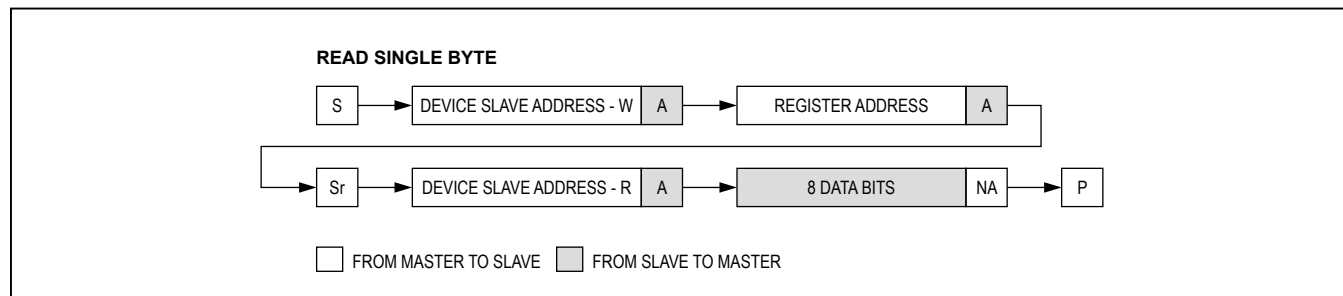 READ SINGLE BYTE
S DEVICE SLAVE ADDRESS - W A REGISTER ADDRESS A
Sr DEVICE SLAVE ADDRESS - R A 8 DATA BITS NA P
FROM MASTER TO SLAVE FROM SLAVE TO MASTER